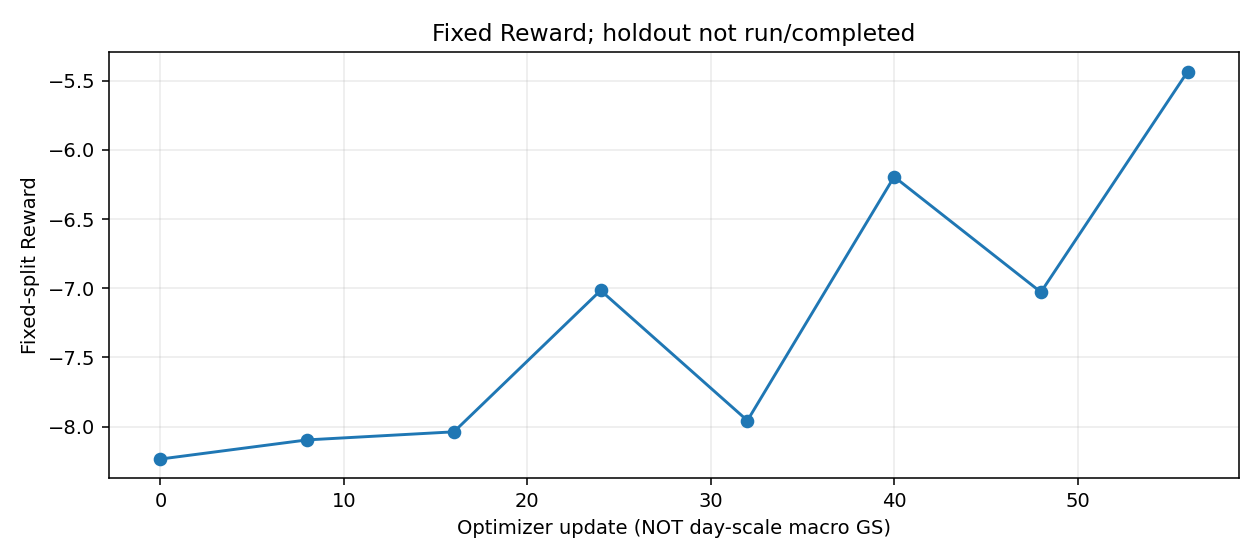 Fixed Reward; holdout not run/completed
Fixed-split Reward
−5.5
−6.0
−6.5
−7.0
−7.5
−8.0
0 10 20 30 40 50
Optimizer update (NOT day-scale macro GS)